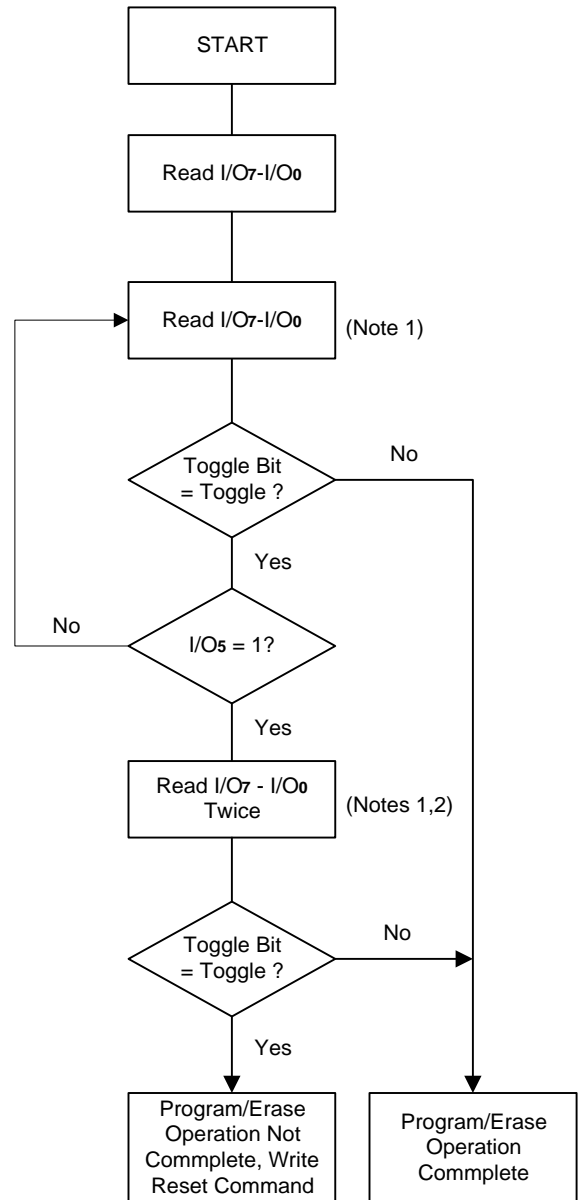 START
Read I/O7-I/O0
Read I/O7-I/O0
(Note 1)
Toggle Bit
= Toggle ?
No
Yes
I/O5 = 1?
No
Yes
Read I/O7 - I/O0
Twice
(Notes 1,2)
Toggle Bit
= Toggle ?
No
Yes
Program/Erase
Operation Not
Commplete, Write
Reset Command
Program/Erase
Operation
Commplete